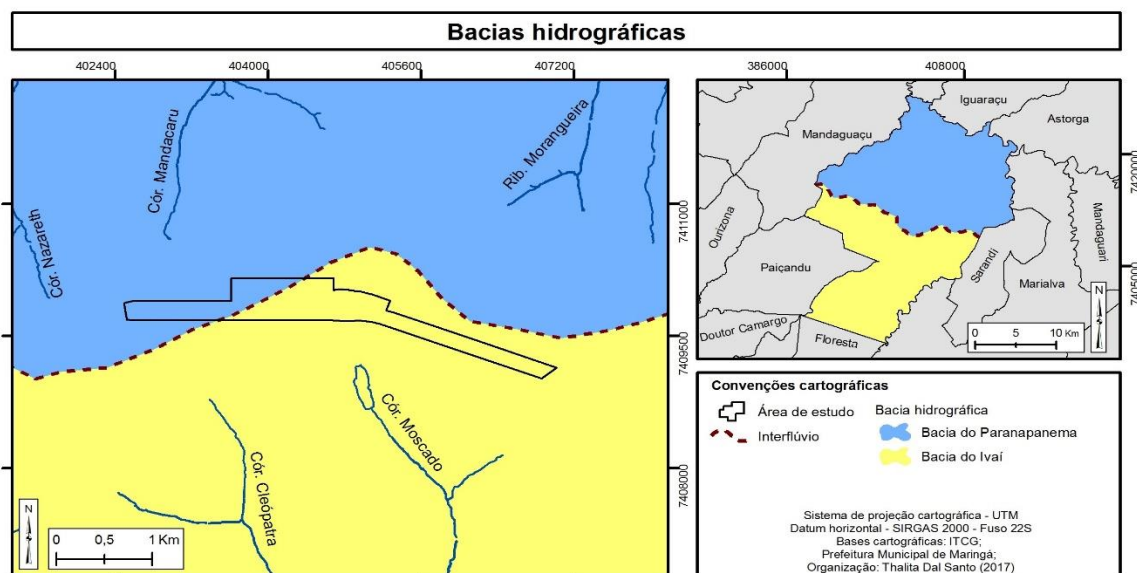 Bacias hidrográficas
402400
404000
405600
407200
Cór. Mandacaru
Rib. Morangueira
Cór. Nazareth
7411000
7409500
7408000
Cór. Moscado
Cór. Cleópatra
N
0 0,5 1 Km
386000
408000
Iguaraçu
Astorga
Mandaguaçu
7420000
Ourizona
Mandaguari
Paiçandu
Sarandi
Marialva
7405000
Doutor Camargo
Floresta
N
0 5 10 Km
Convenções cartográficas
Área de estudo
Interflúvio
Bacia hidrográfica
Bacia do Paranapanema
Bacia do Ivaí
Sistema de projeção cartográfica - UTM
Datum horizontal - SIRGAS 2000 - Fuso 22S
Bases cartográficas: ITCG;
Prefeitura Municipal de Maringá;
Organização: Thalita Dal Santo (2017)